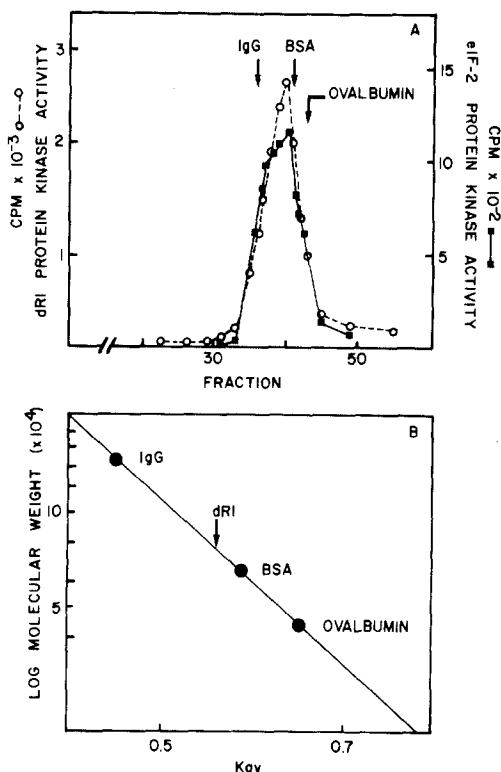 A
IgG
BSA
OVALBUMIN
CPM x 10⁻³ o--o
dRI PROTEIN KINASE ACTIVITY
3
2
1
eIF-2 PROTEIN KINASE ACTIVITY
CPM x 10⁻² ■—■
15
10
5
30
50
FRACTION
B
IgG
dRI
BSA
OVALBUMIN
LOG MOLECULAR WEIGHT (x10⁴)
10
5
0.5
0.7
Kav